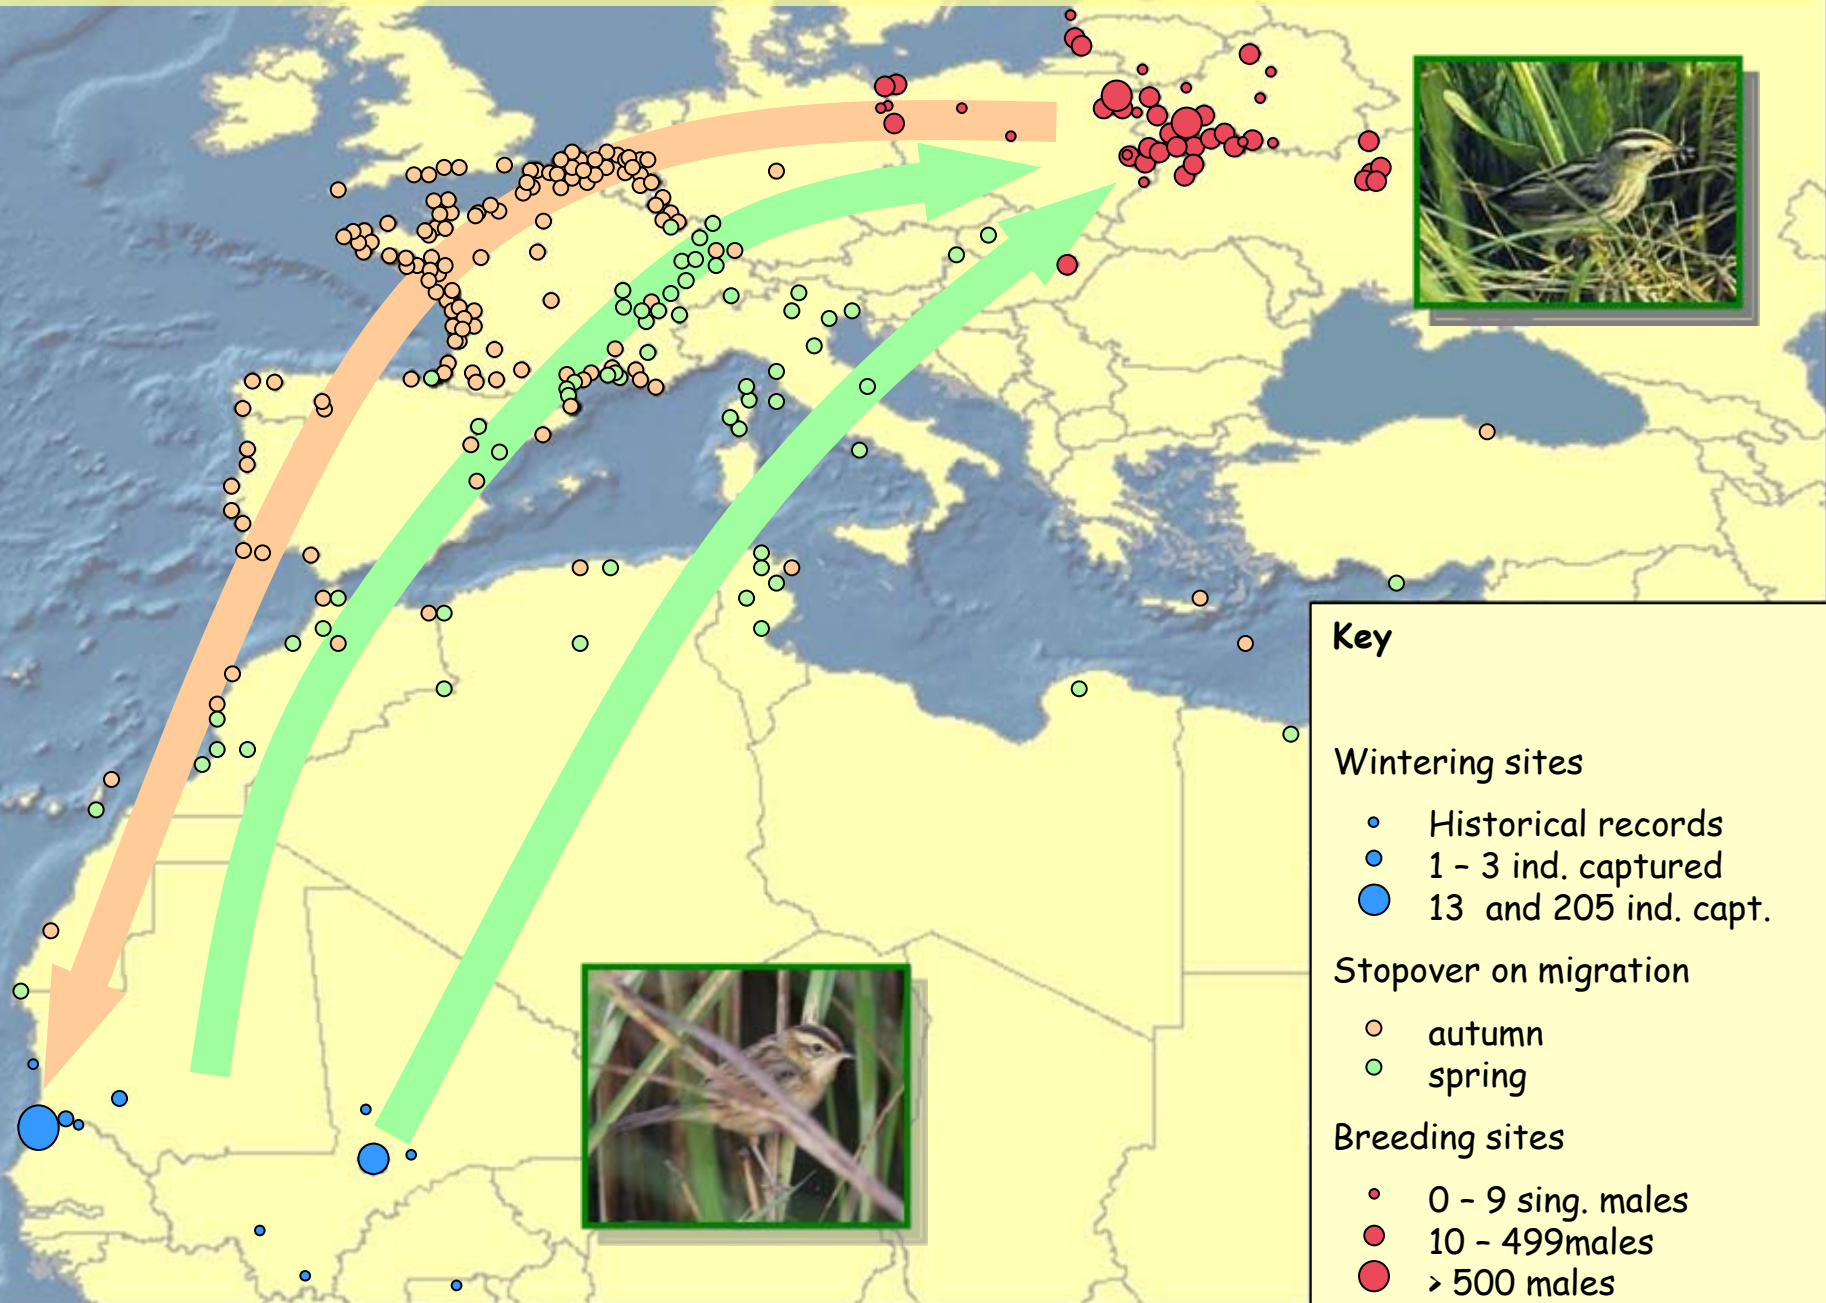 Key
Wintering sites
Historical records
1 – 3 ind. captured
13 and 205 ind. capt.
Stopover on migration
autumn
spring
Breeding sites
0 – 9 sing. males
10 – 499males
> 500 males